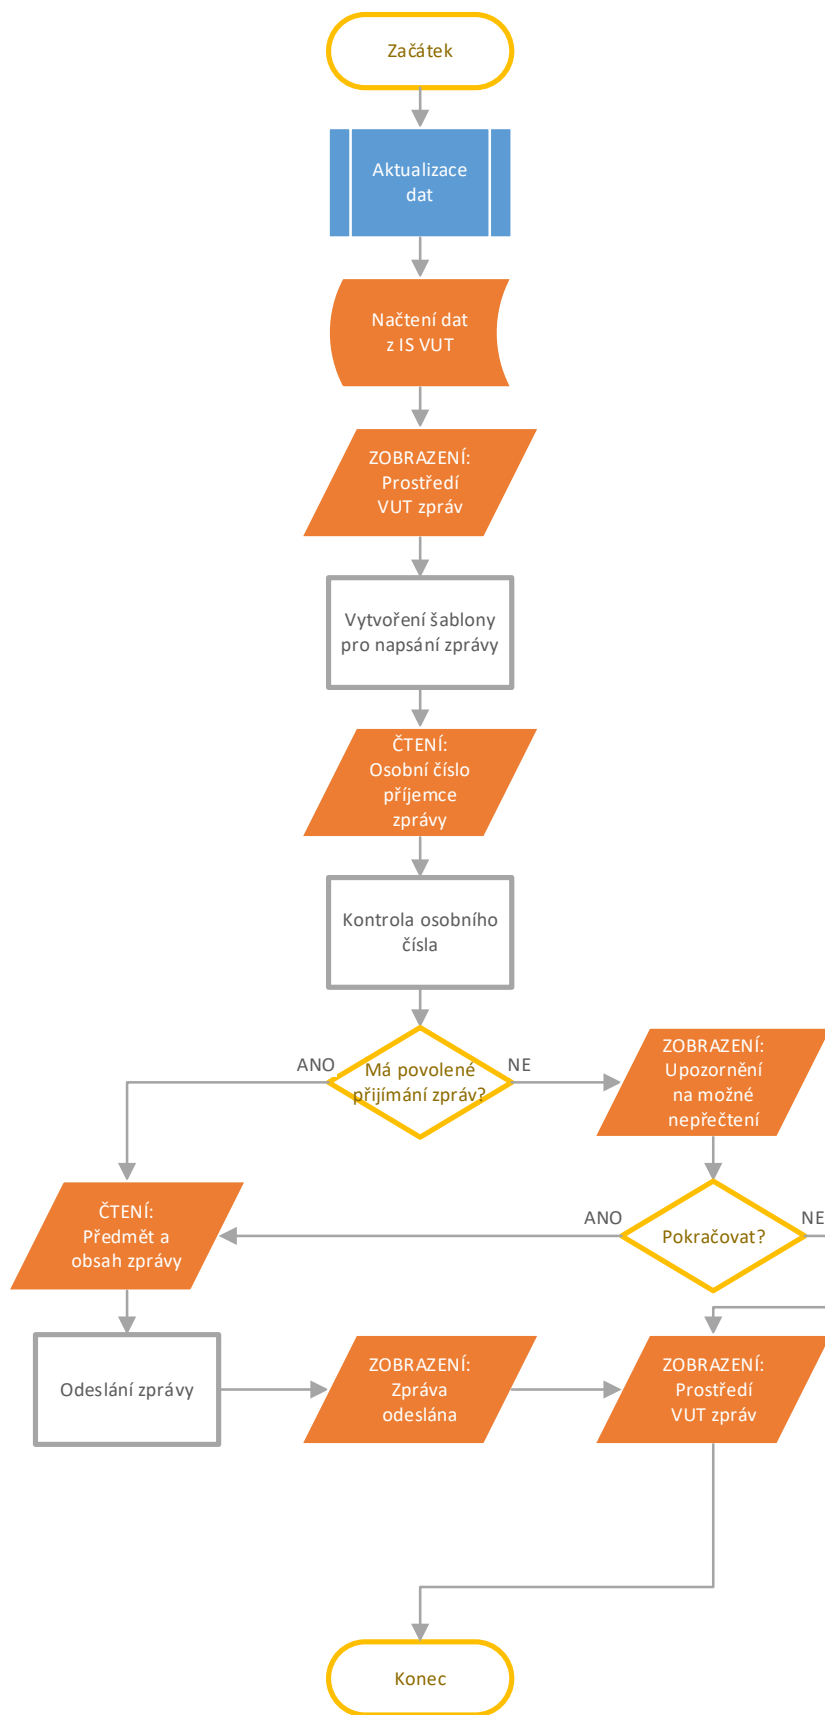 Začátek
Aktualizace
dat
Načtení dat
z IS VUT
ZOBRAZENÍ:
Prostředí
VUT zpráv
Vytvoření šablony
pro napsání zprávy
ČTENÍ:
Osobní číslo
příjemce
zprávy
Kontrola osobního
čísla
ANO
Má povolené
přijímání zpráv?
NE
ZOBRAZENÍ:
Upozornění
na možné
nepřečtení
ČTENÍ:
Předmět a
obsah zprávy
ANO
Pokračovat?
NE
Odeslání zprávy
ZOBRAZENÍ:
Zpráva
odeslána
ZOBRAZENÍ:
Prostředí
VUT zpráv
Konec